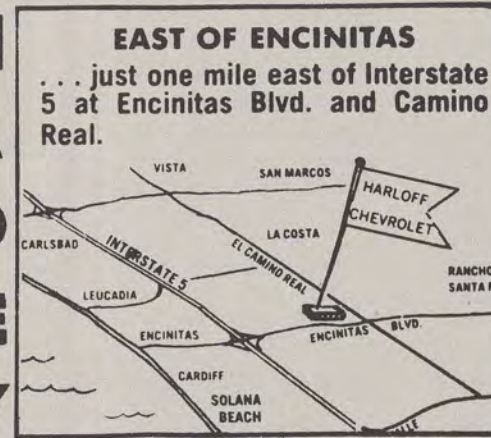 EAST OF ENCINITAS
. . . just one mile east of Interstate
5 at Encinitas Blvd. and Camino
Real.
VISTA
SAN MARCOS
HARLOFF
CHEVROLET
CARLSBAD
INTERSTATE 5
LA COSTA
EL CAMINO REAL
RANCHO
SANTA
LEUCADIA
ENCINITAS
ENCINITAS BLVD.
CARDIFF
SOLANA
BEACH